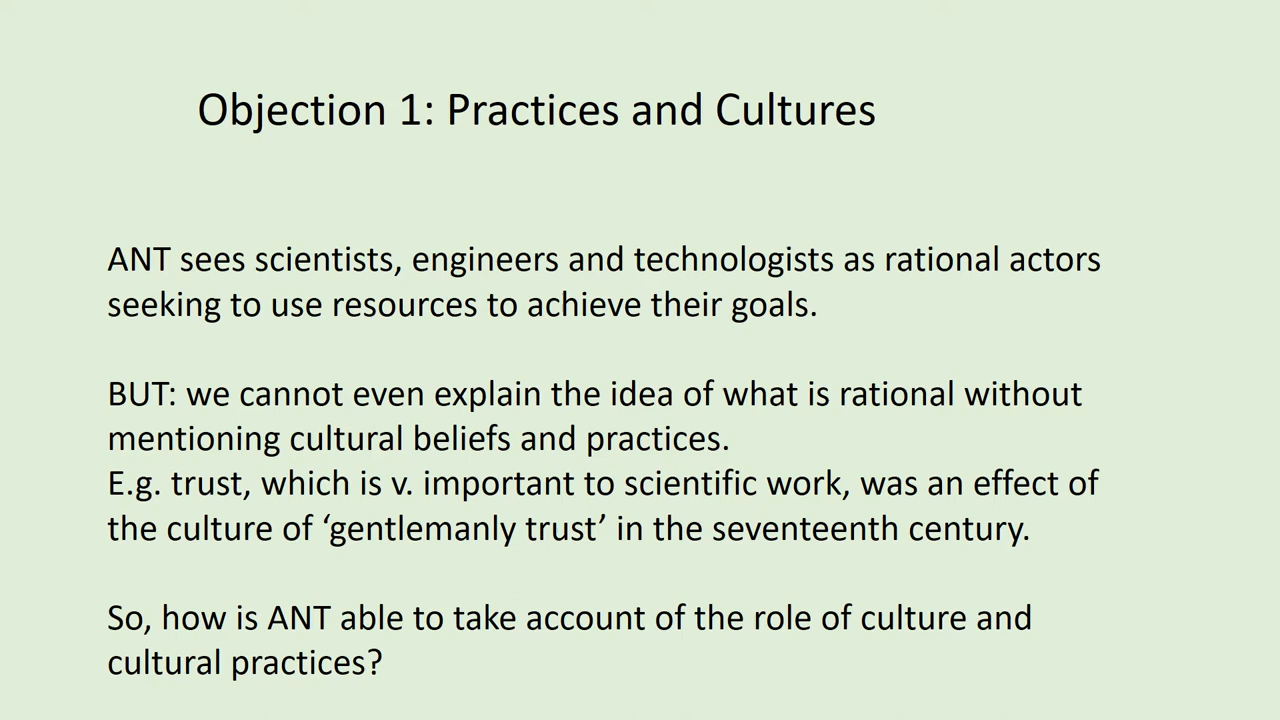 Objection 1: Practices and Cultures
ANT sees scientists, engineers and technologists as rational actors
seeking to use resources to achieve their goals.
BUT: we cannot even explain the idea of what is rational without
mentioning cultural beliefs and practices.
E.g. trust, which is v. important to scientific work, was an effect of
the culture of ‘gentlemanly trust’ in the seventeenth century.
So, how is ANT able to take account of the role of culture and
cultural practices?